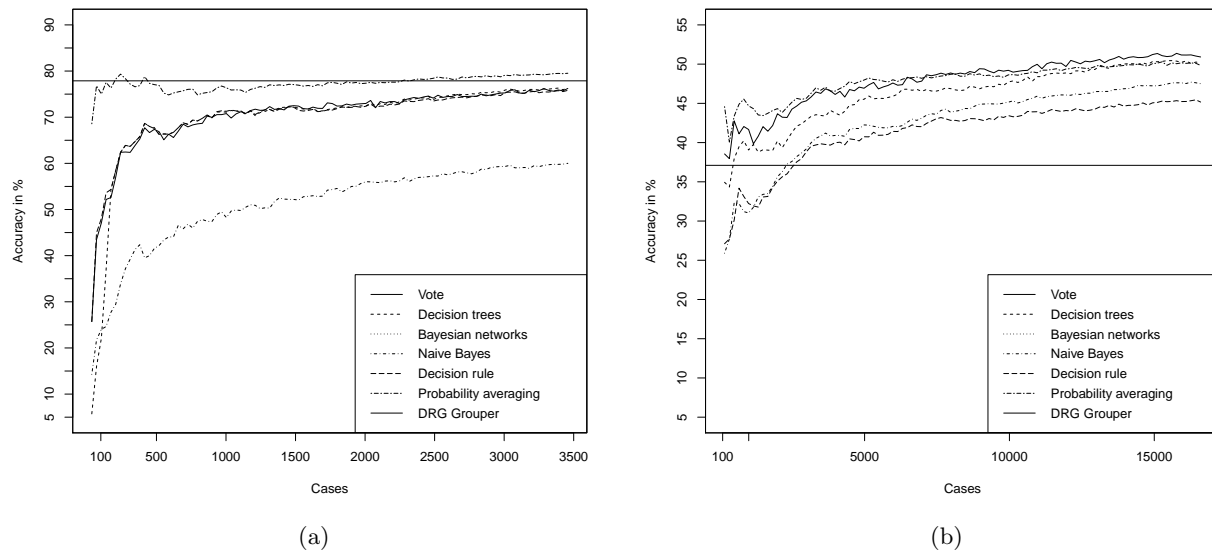 Accuracy in %
90
80
70
60
50
40
30
20
10
5
100
500
1000
1500
2000
2500
3000
3500
Cases
Vote
Decision trees
Bayesian networks
Naive Bayes
Decision rule
Probability averaging
DRG Grouper
(a)
Accuracy in %
55
50
45
40
35
30
25
20
15
10
5
100
5000
10000
15000
Cases
Vote
Decision trees
Bayesian networks
Naive Bayes
Decision rule
Probability averaging
DRG Grouper
(b)